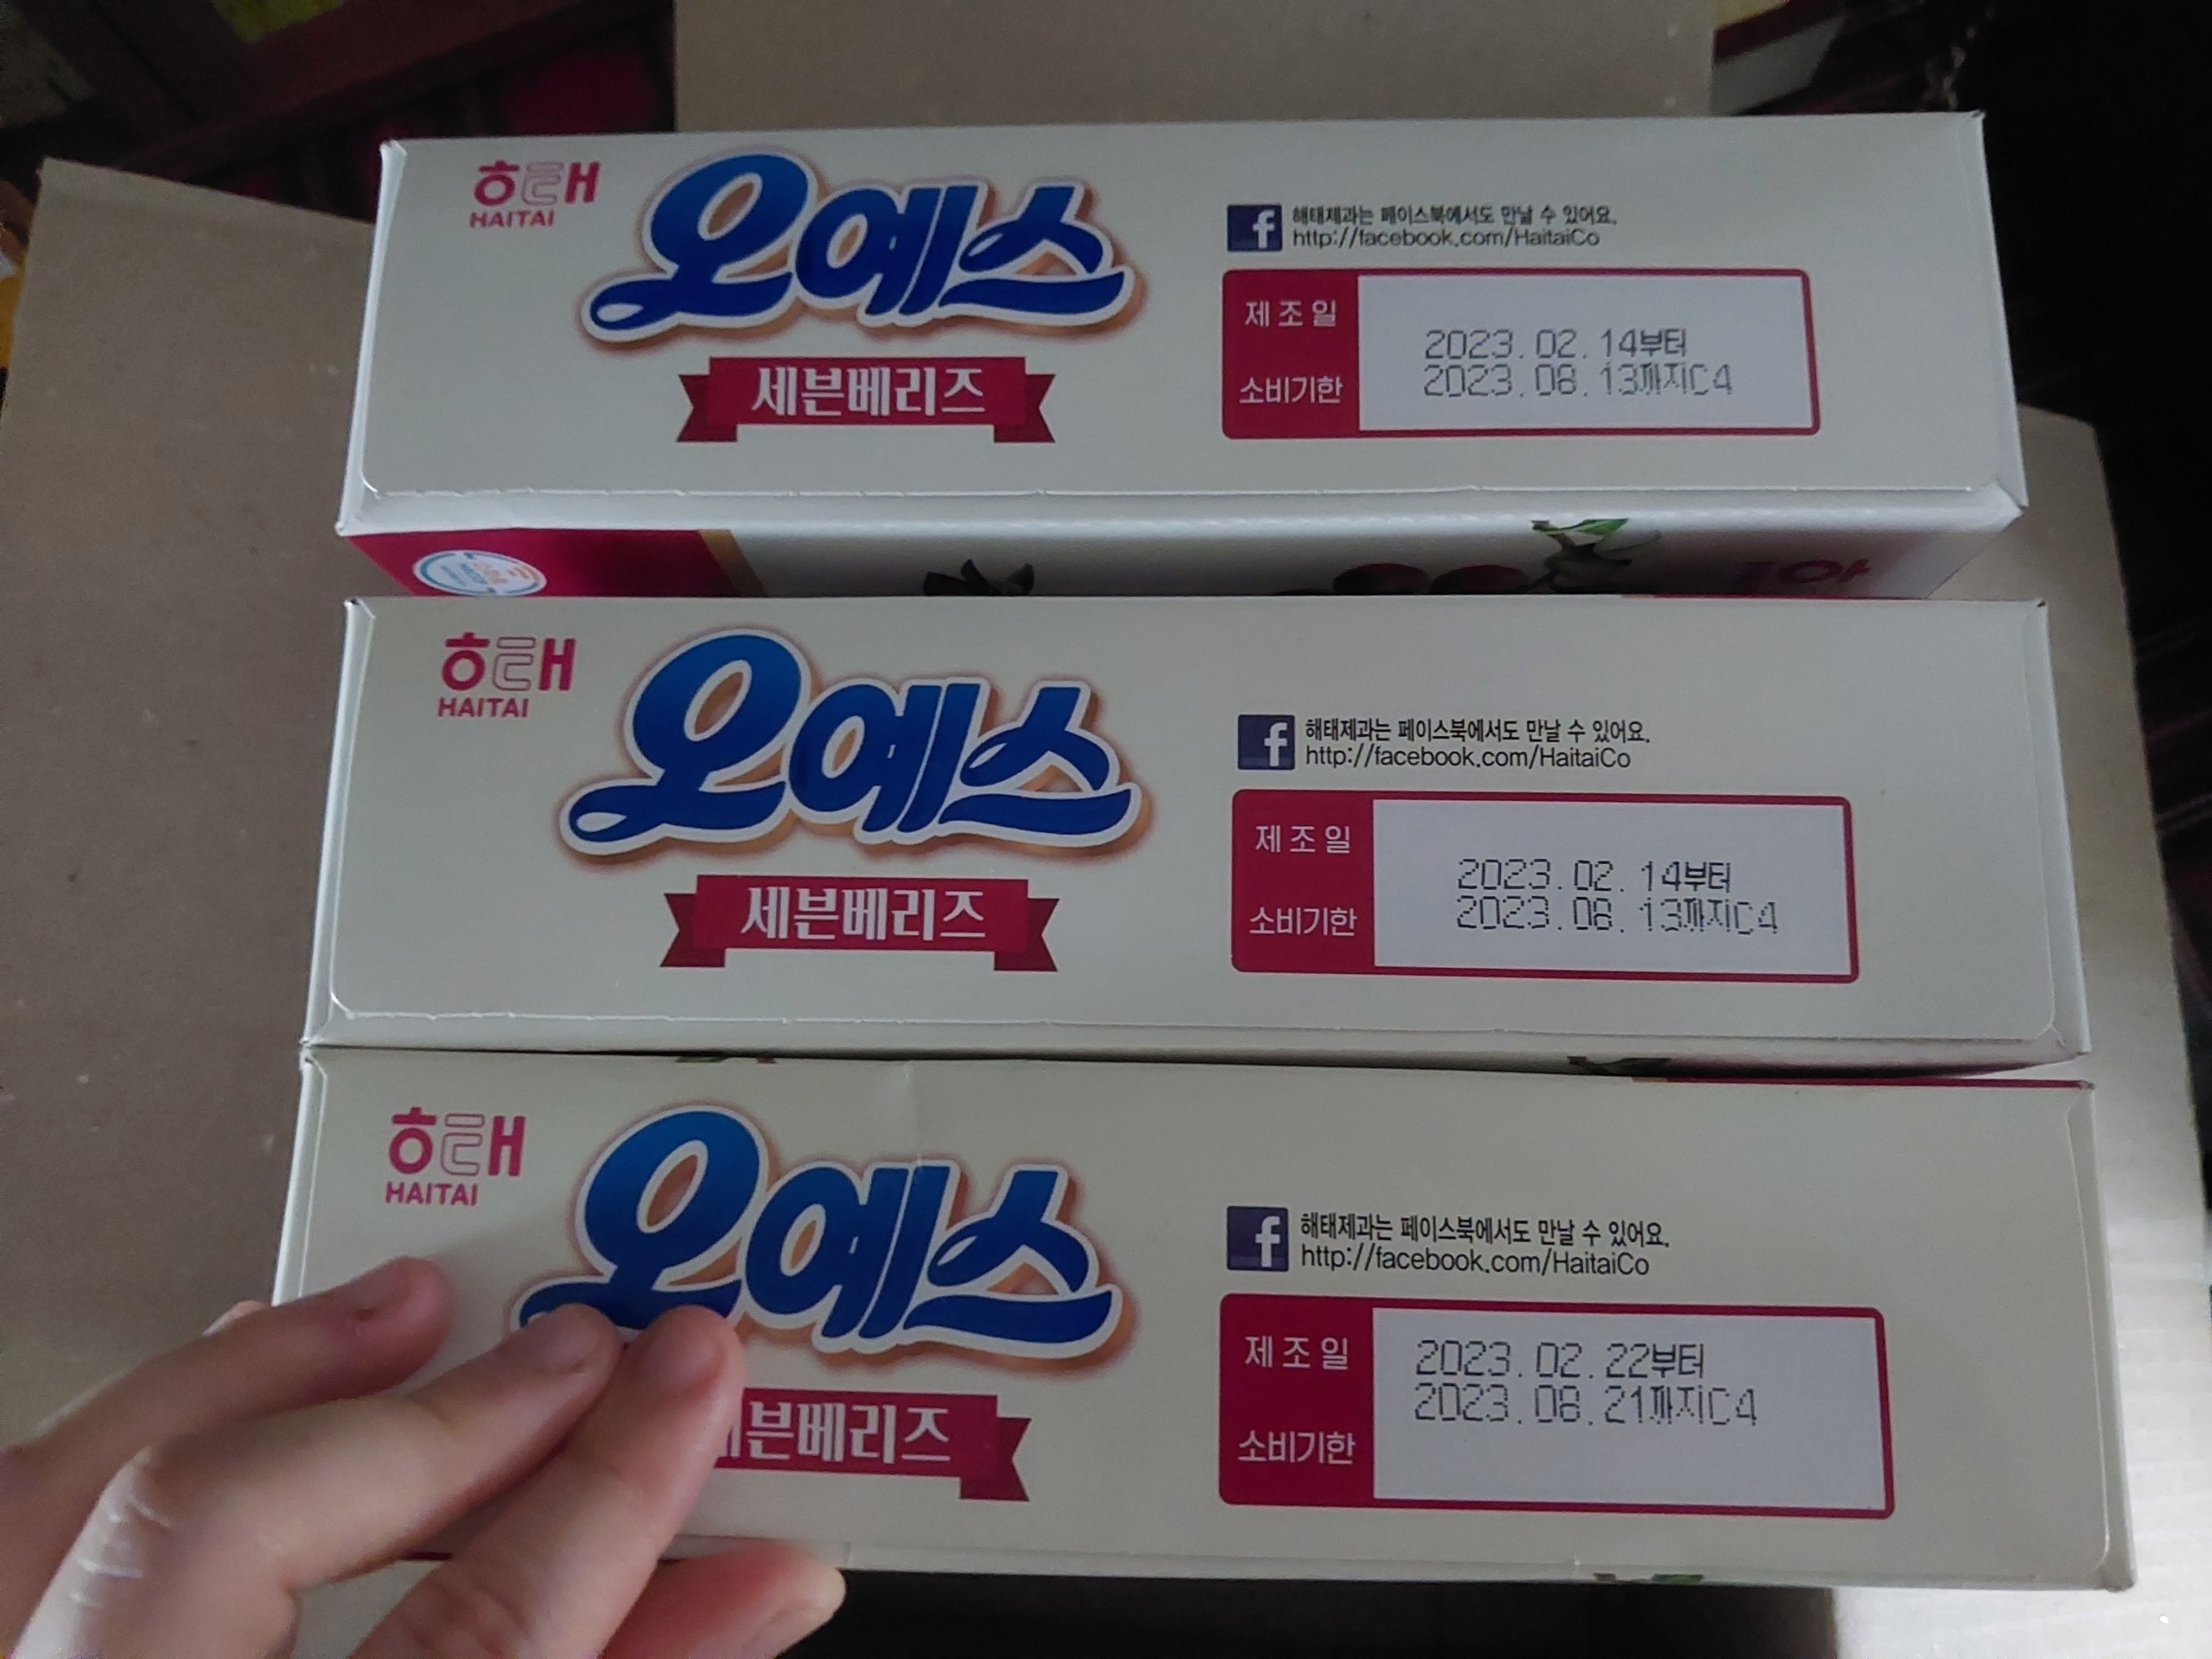 해태
HAITAI
오예스
세븐베리즈
해태제과는 페이스북에서도 만날 수 있어요.
http://facebook.com/HaitaiCo
제조일
소비기한
2023.02.14부터
2023.08.13까지C4
해태
HAITAI
오예스
세븐베리즈
해태제과는 페이스북에서도 만날 수 있어요.
http://facebook.com/HaitaiCo
제조일
소비기한
2023.02.14부터
2023.08.13까지C4
해태
HAITAI
오예스
븐베리즈
해태제과는 페이스북에서도 만날 수 있어요.
http://facebook.com/HaitaiCo
제조일
소비기한
2023.02.22부터
2023.08.21까지C4